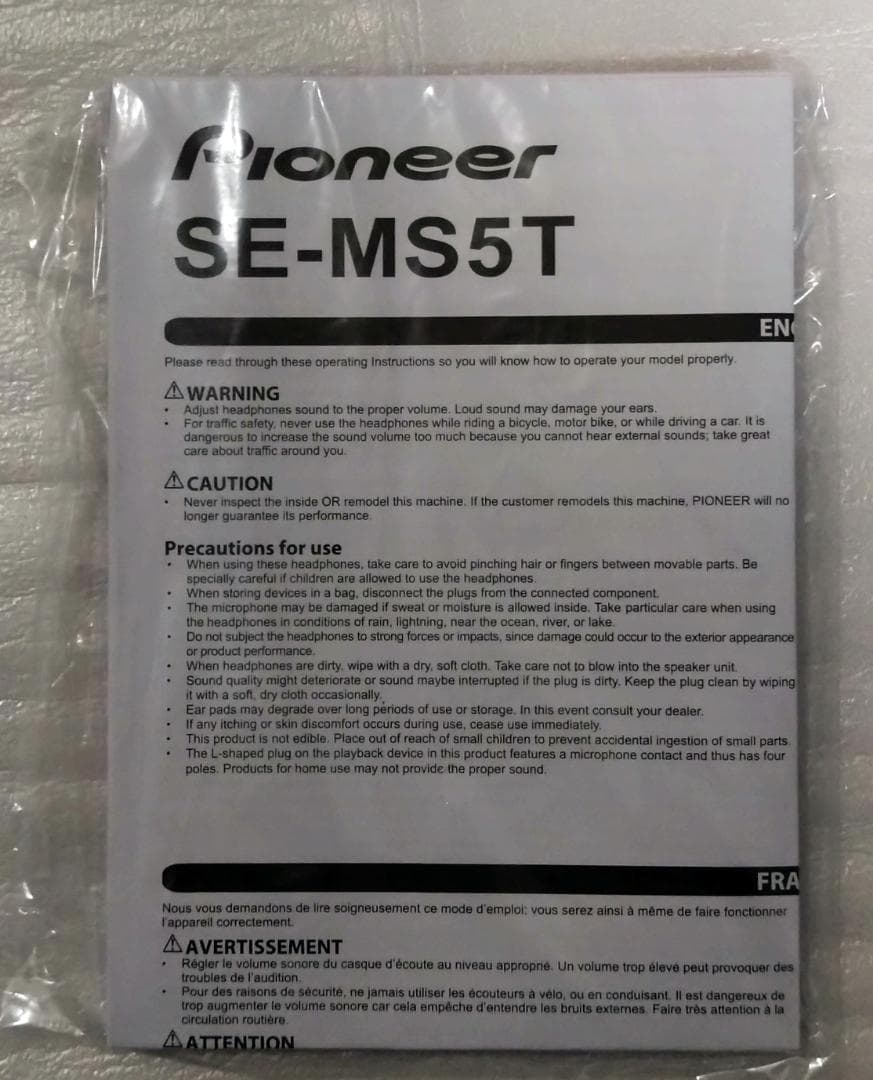 Pioneer
SE-MS5T
EN
Please read through these operating Instructions so you will know how to operate your model properly.
⚠WARNING
• Adjust headphones sound to the proper volume. Loud sound may damage your ears.
• For traffic safety, never use the headphones while riding a bicycle, motor bike, or while driving a car. It is
dangerous to increase the sound volume too much because you cannot hear external sounds; take great
care about traffic around you.
⚠CAUTION
• Never inspect the inside OR remodel this machine. If the customer remodels this machine, PIONEER will no
longer guarantee its performance.
Precautions for use
• When using these headphones, take care to avoid pinching hair or fingers between movable parts. Be
specially careful if children are allowed to use the headphones.
• When storing devices in a bag, disconnect the plugs from the connected component.
• The microphone may be damaged if sweat or moisture is allowed inside. Take particular care when using
the headphones in conditions of rain, lightning, near the ocean, river, or lake.
• Do not subject the headphones to strong forces or impacts, since damage could occur to the exterior appearance
or product performance.
• When headphones are dirty, wipe with a dry, soft cloth. Take care not to blow into the speaker unit.
• Sound quality might deteriorate or sound maybe interrupted if the plug is dirty. Keep the plug clean by wiping
it with a soft, dry cloth occasionally.
• Ear pads may degrade over long periods of use or storage. In this event consult your dealer.
• If any itching or skin discomfort occurs during use, cease use immediately.
• This product is not edible. Place out of reach of small children to prevent accidental ingestion of small parts.
• The L-shaped plug on the playback device in this product features a microphone contact and thus has four
poles. Products for home use may not provide the proper sound.
FRA
Nous vous demandons de lire soigneusement ce mode d'emploi; vous serez ainsi à même de faire fonctionner
l'appareil correctement.
⚠AVERTISSEMENT
• Régler le volume sonore du casque d'écoute au niveau approprié. Un volume trop élevé peut provoquer des
troubles de l'audition.
• Pour des raisons de sécurité, ne jamais utiliser les écouteurs à vélo, ou en conduisant. Il est dangereux de
trop augmenter le volume sonore car cela empêche d'entendre les bruits externes. Faire très attention à la
circulation routière.
⚠ATTENTION